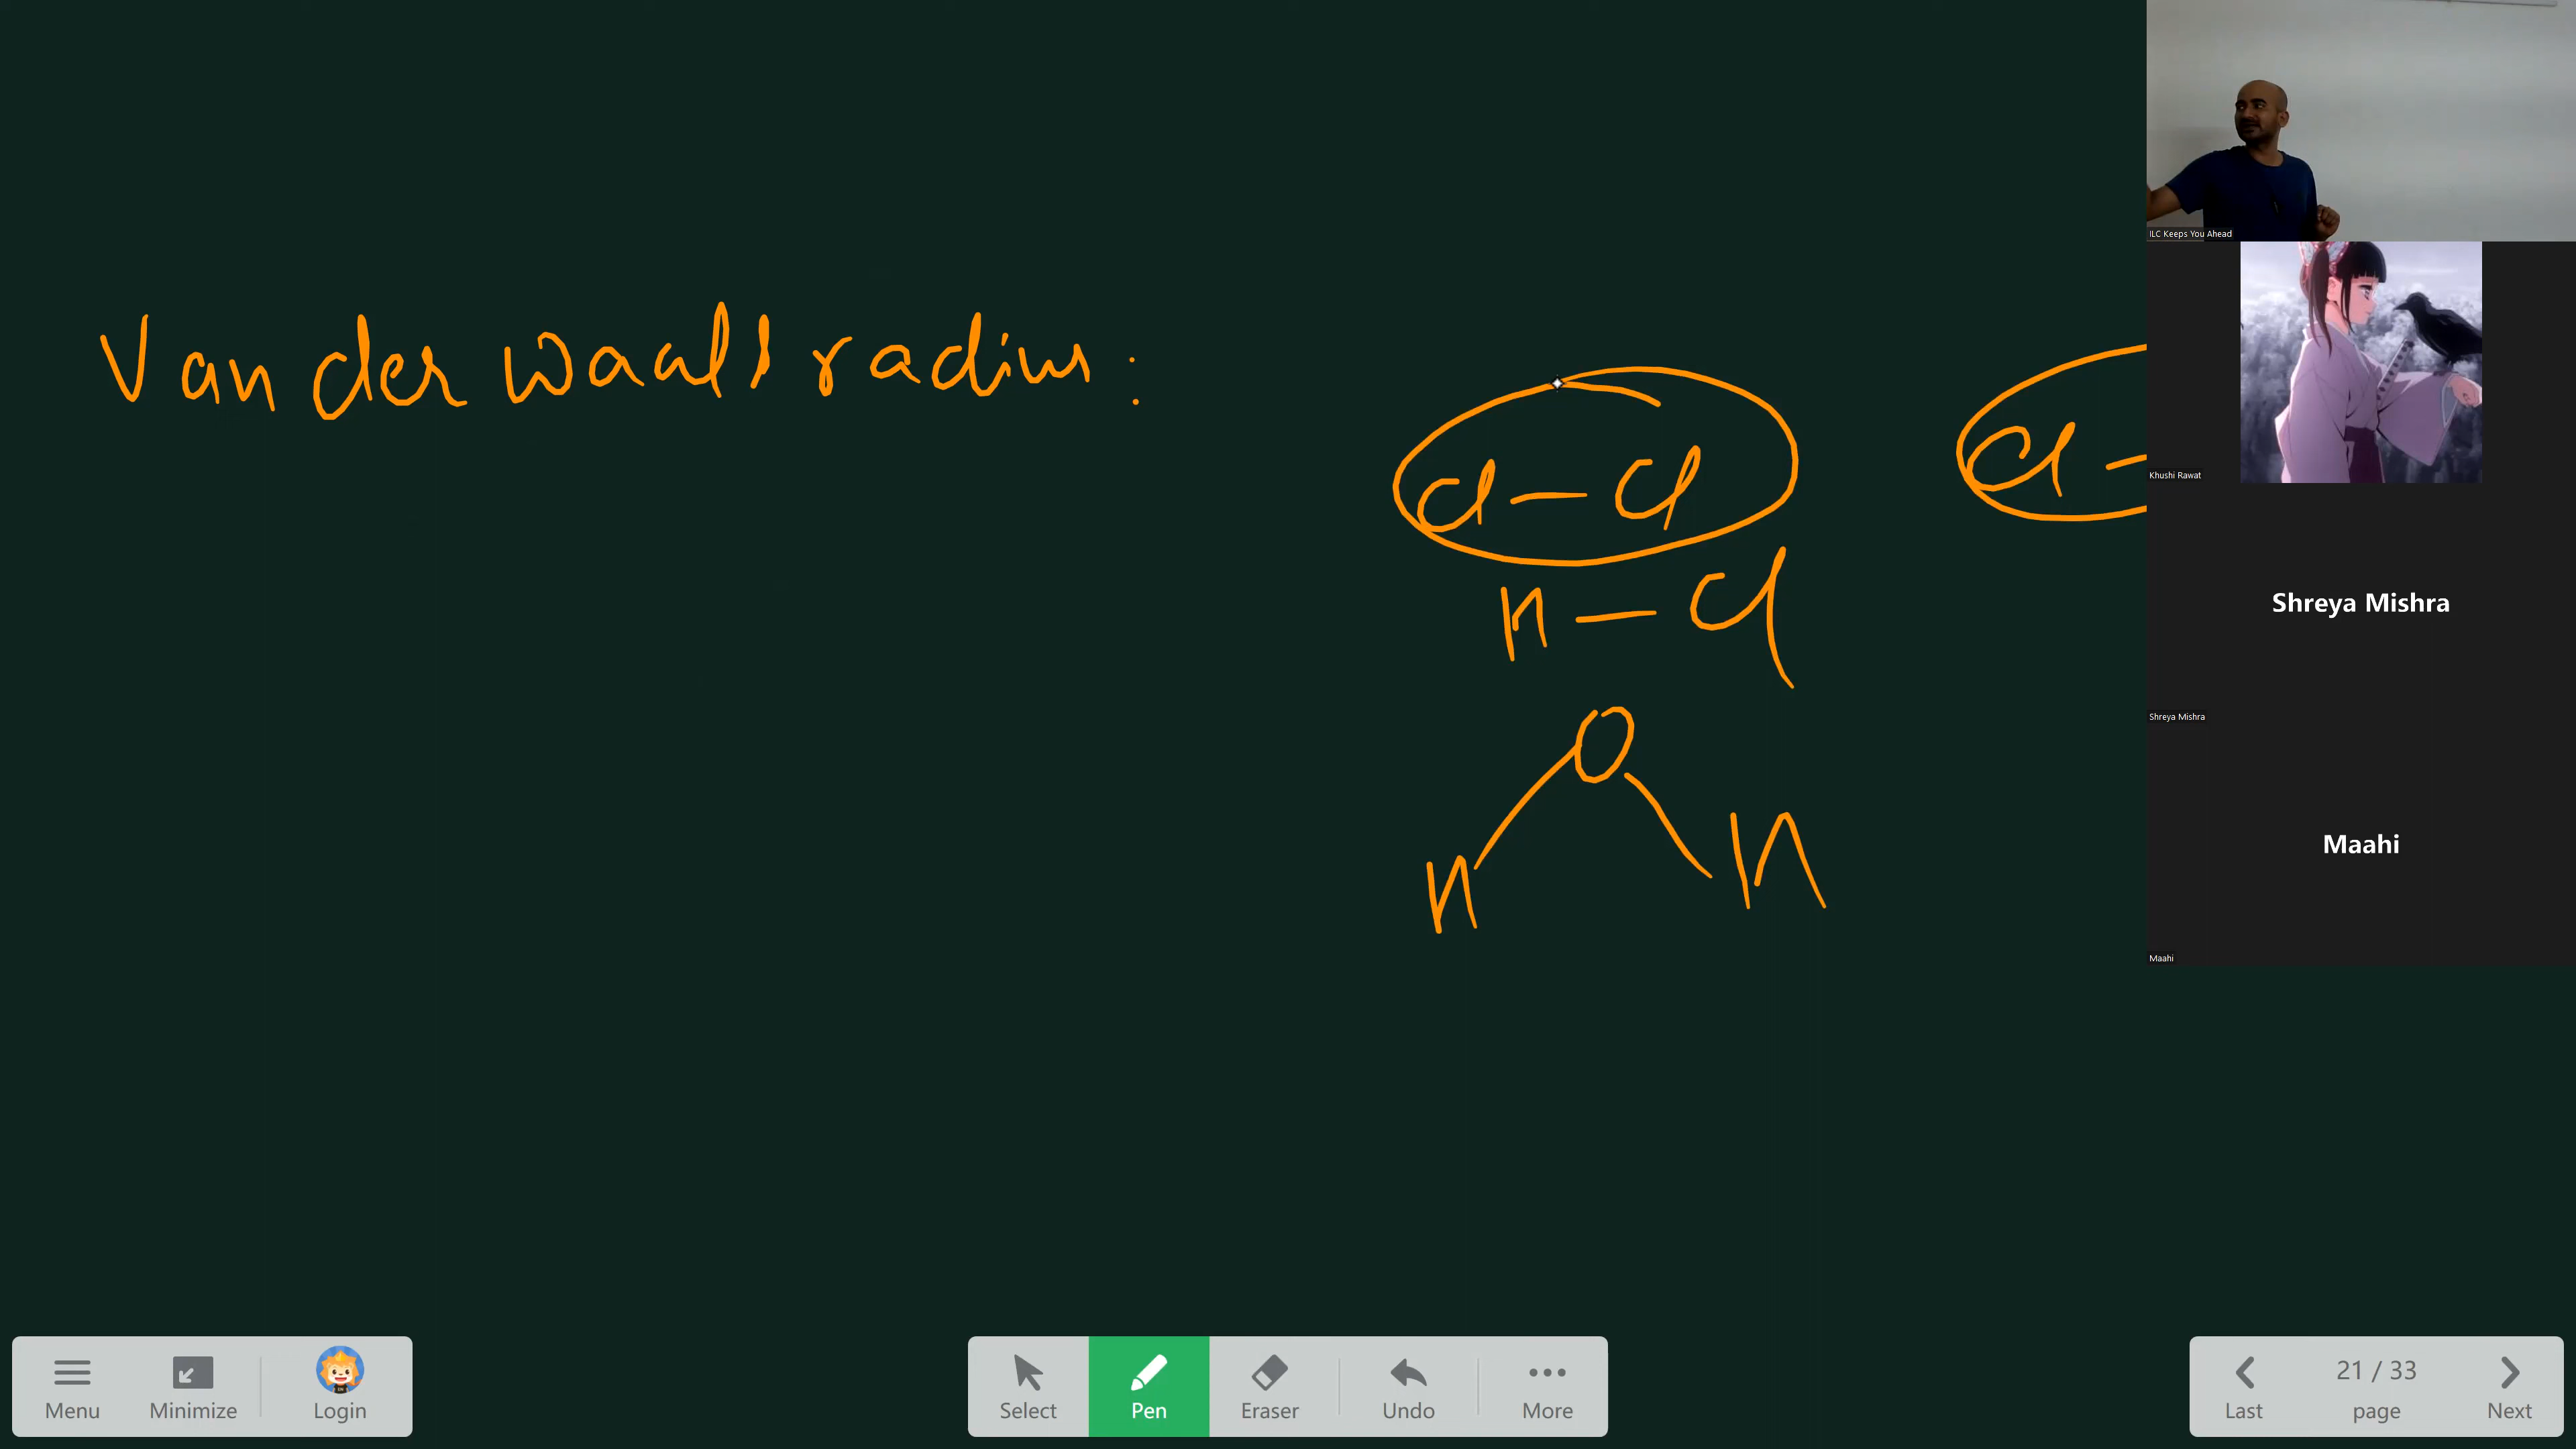 Van der waals radius :
Cl - Cl
Cl -
H - Cl
O
H H
ILC Keeps You Ahead
Khushi Rawat
Shreya Mishra
Shreya Mishra
Maahi
Maahi
Menu Minimize Login
Select Pen Eraser Undo More
21 / 33
Last page Next